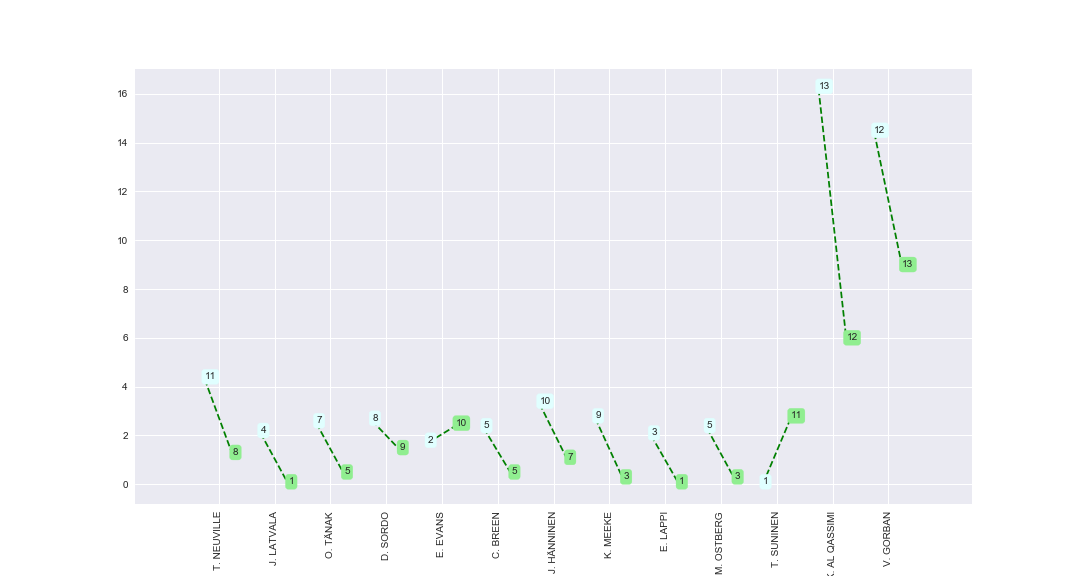 16
14
12
10
8
6
4
2
0
13
12
13
12
11
4
7
8
2
5
10
9
3
5
1
8
1
5
9
10
5
7
3
1
3
11
T. NEUVILLE
J. LATVALA
O. TÄNAK
D. SORDO
E. EVANS
C. BREEN
J. HÄNNINEN
K. MEEKE
E. LAPPI
M. OSTBERG
T. SUNINEN
AL QASSIMI
V. GORBAN